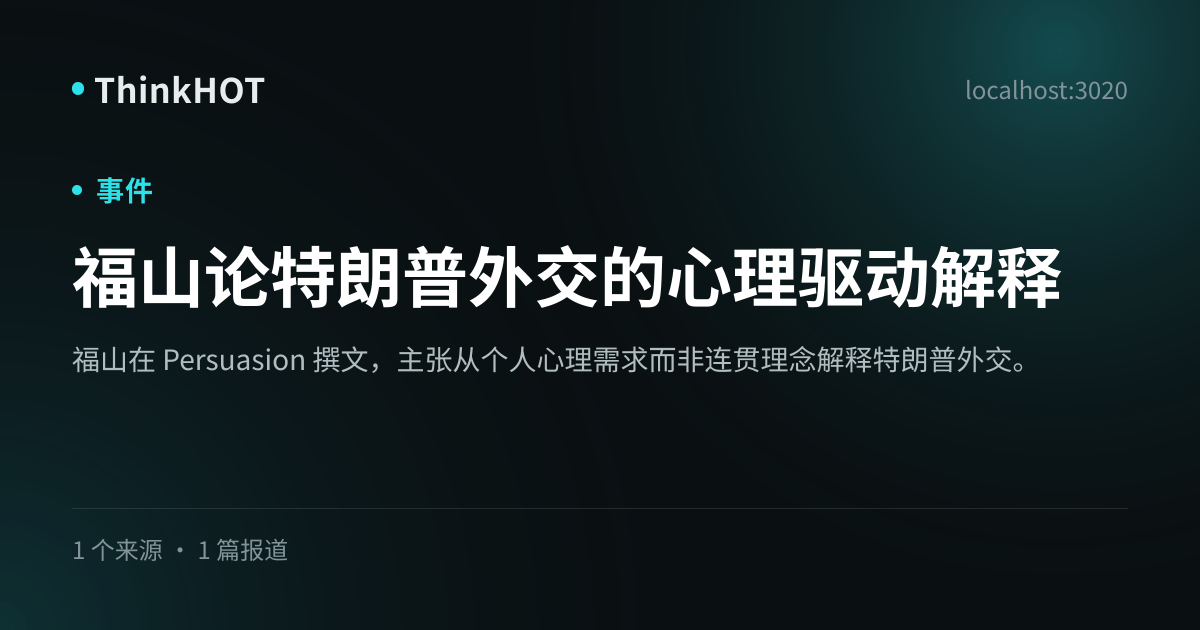 ThinkHOT
localhost:3020
事件
福山论特朗普外交的心理驱动解释
福山在 Persuasion 撰文，主张从个人心理需求而非连贯理念解释特朗普外交。
1 个来源 · 1 篇报道